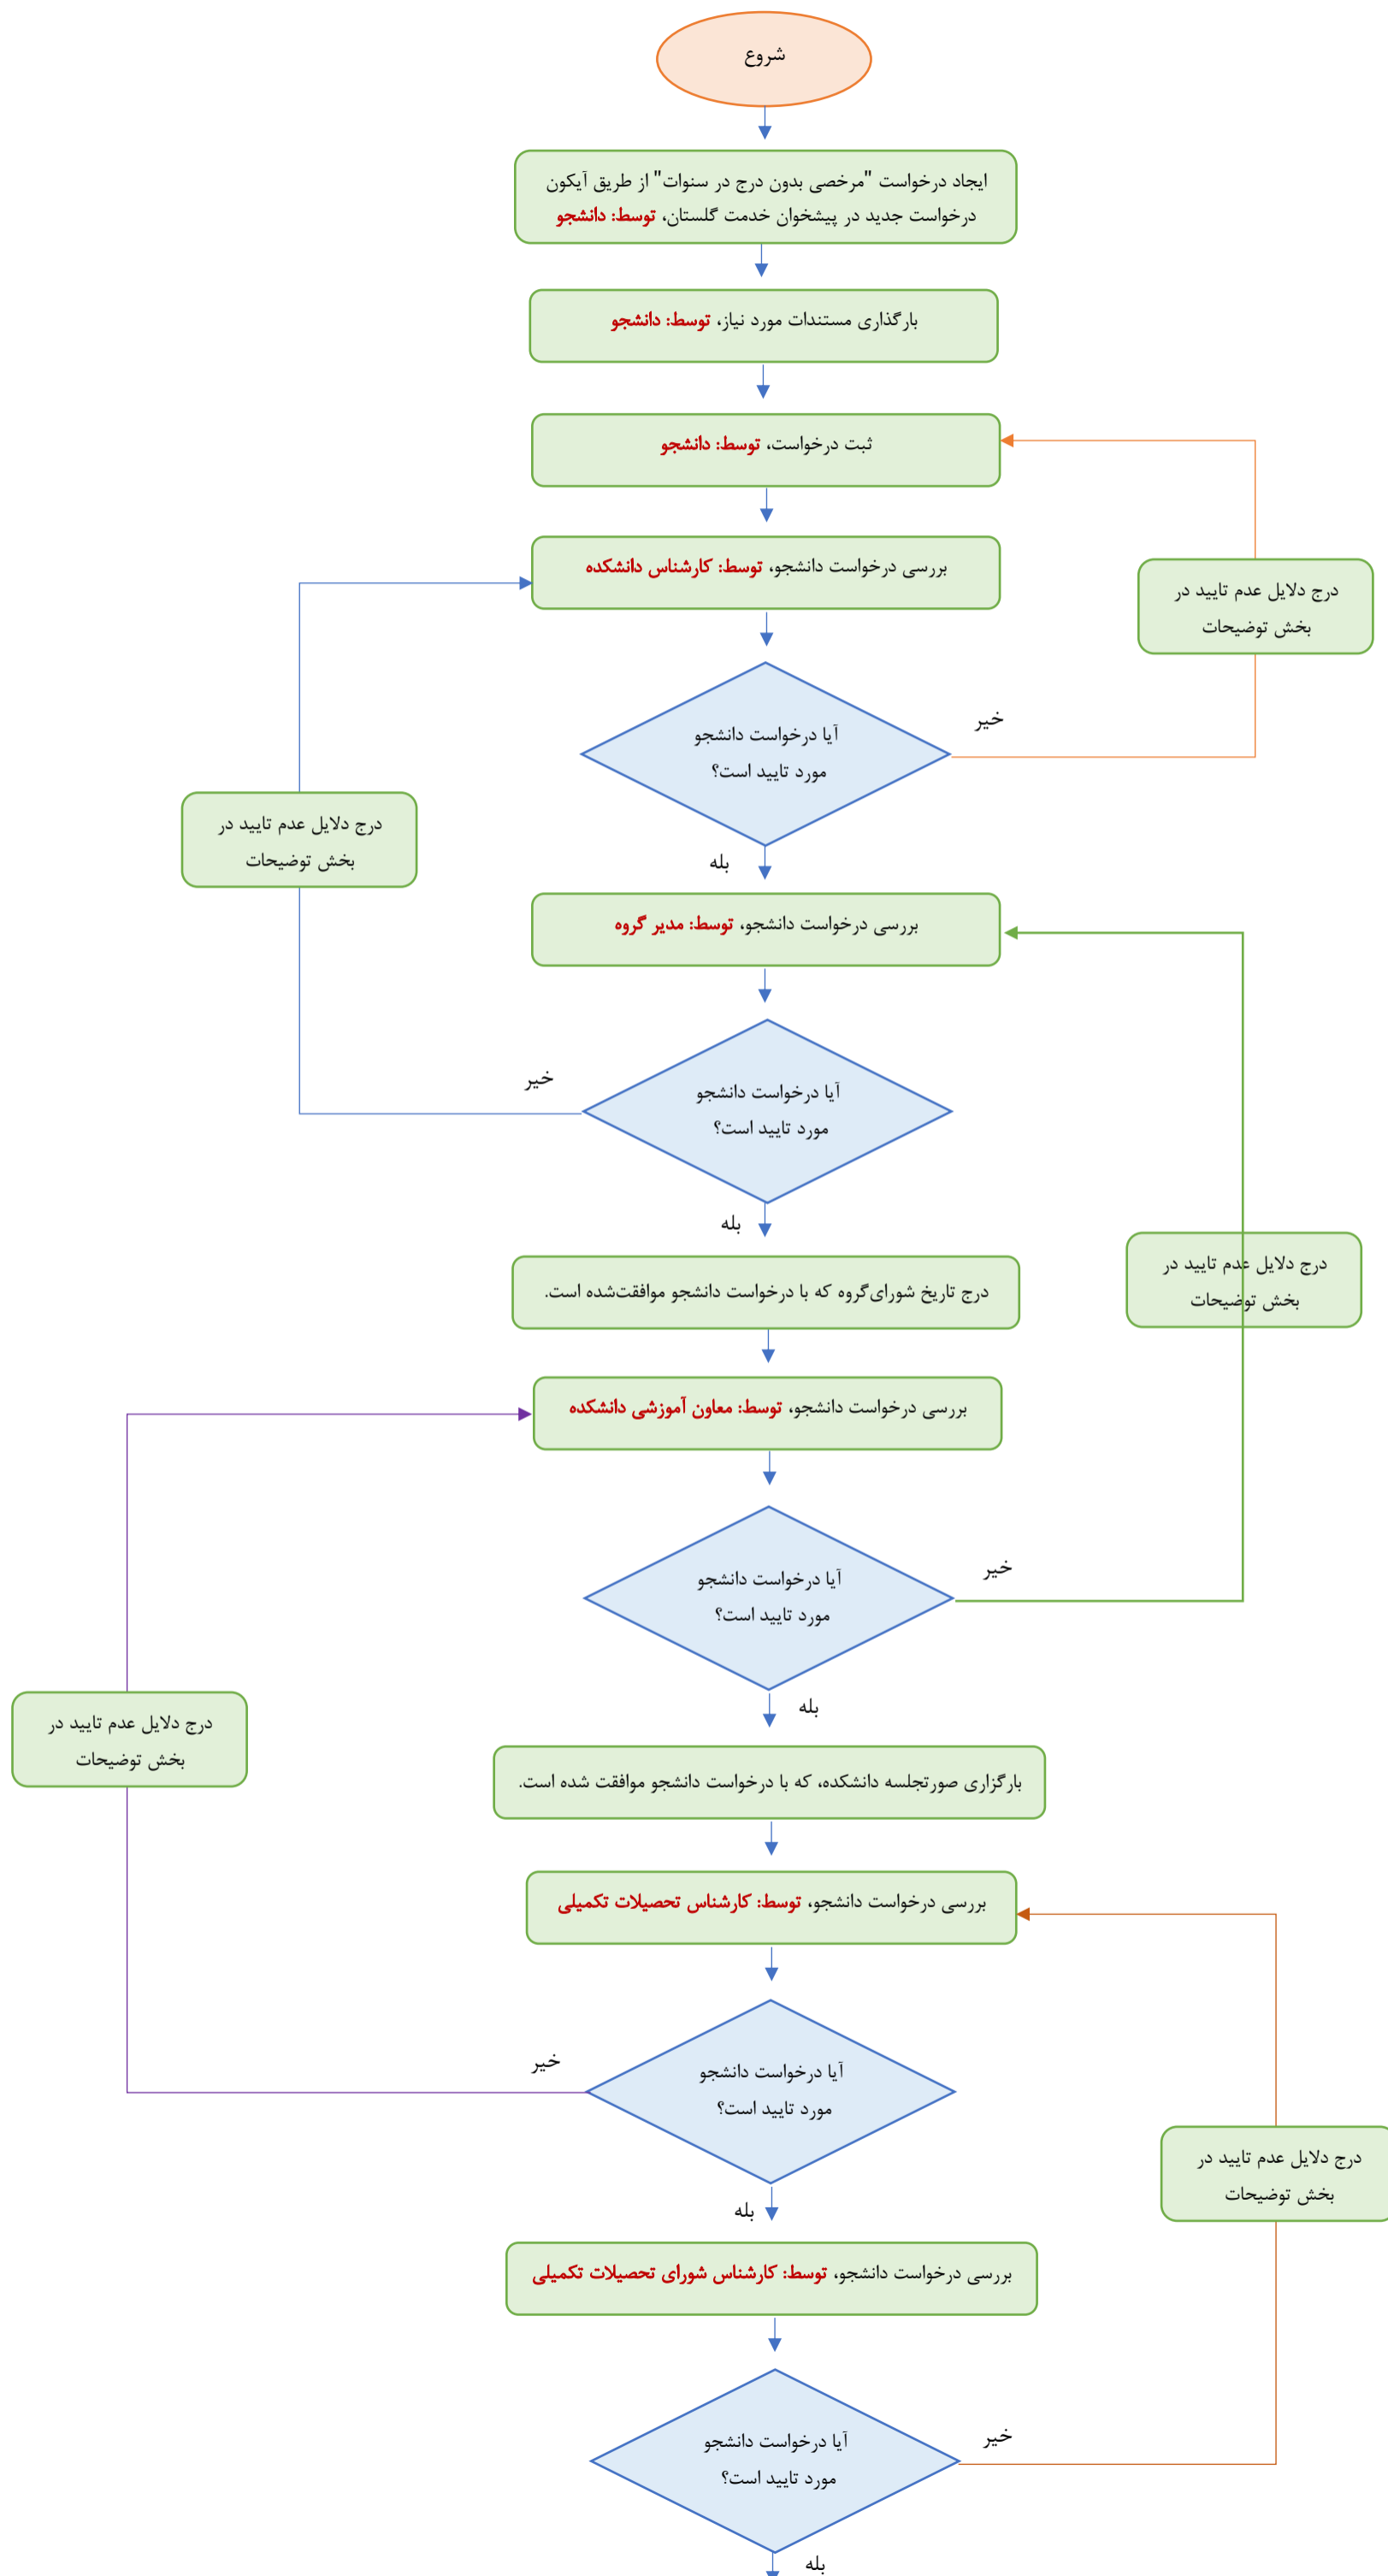 شروع
ایجاد درخواست "مرخصی بدون درج در سنوات" از طریق آیکون
درخواست جدید در پیشخوان خدمت گلستان، توسط: دانشجو
بارگذاری مستندات مورد نیاز، توسط: دانشجو
ثبت درخواست، توسط: دانشجو
بررسی درخواست دانشجو، توسط: کارشناس دانشکده
درج دلایل عدم تایید در
بخش توضیحات
آیا درخواست دانشجو
مورد تایید است؟
خیر
بله
درج دلایل عدم تایید در
بخش توضیحات
بررسی درخواست دانشجو، توسط: مدیر گروه
آیا درخواست دانشجو
مورد تایید است؟
خیر
بله
درج تاریخ شورای‌گروه که با درخواست دانشجو موافقت‌شده است.
درج دلایل عدم تایید در
بخش توضیحات
بررسی درخواست دانشجو، توسط: معاون آموزشی دانشکده
آیا درخواست دانشجو
مورد تایید است؟
خیر
بله
درج دلایل عدم تایید در
بخش توضیحات
بارگزاری صورتجلسه دانشکده، که با درخواست دانشجو موافقت شده است.
بررسی درخواست دانشجو، توسط: کارشناس تحصیلات تکمیلی
آیا درخواست دانشجو
مورد تایید است؟
خیر
بله
درج دلایل عدم تایید در
بخش توضیحات
بررسی درخواست دانشجو، توسط: کارشناس شورای تحصیلات تکمیلی
آیا درخواست دانشجو
مورد تایید است؟
خیر
بله